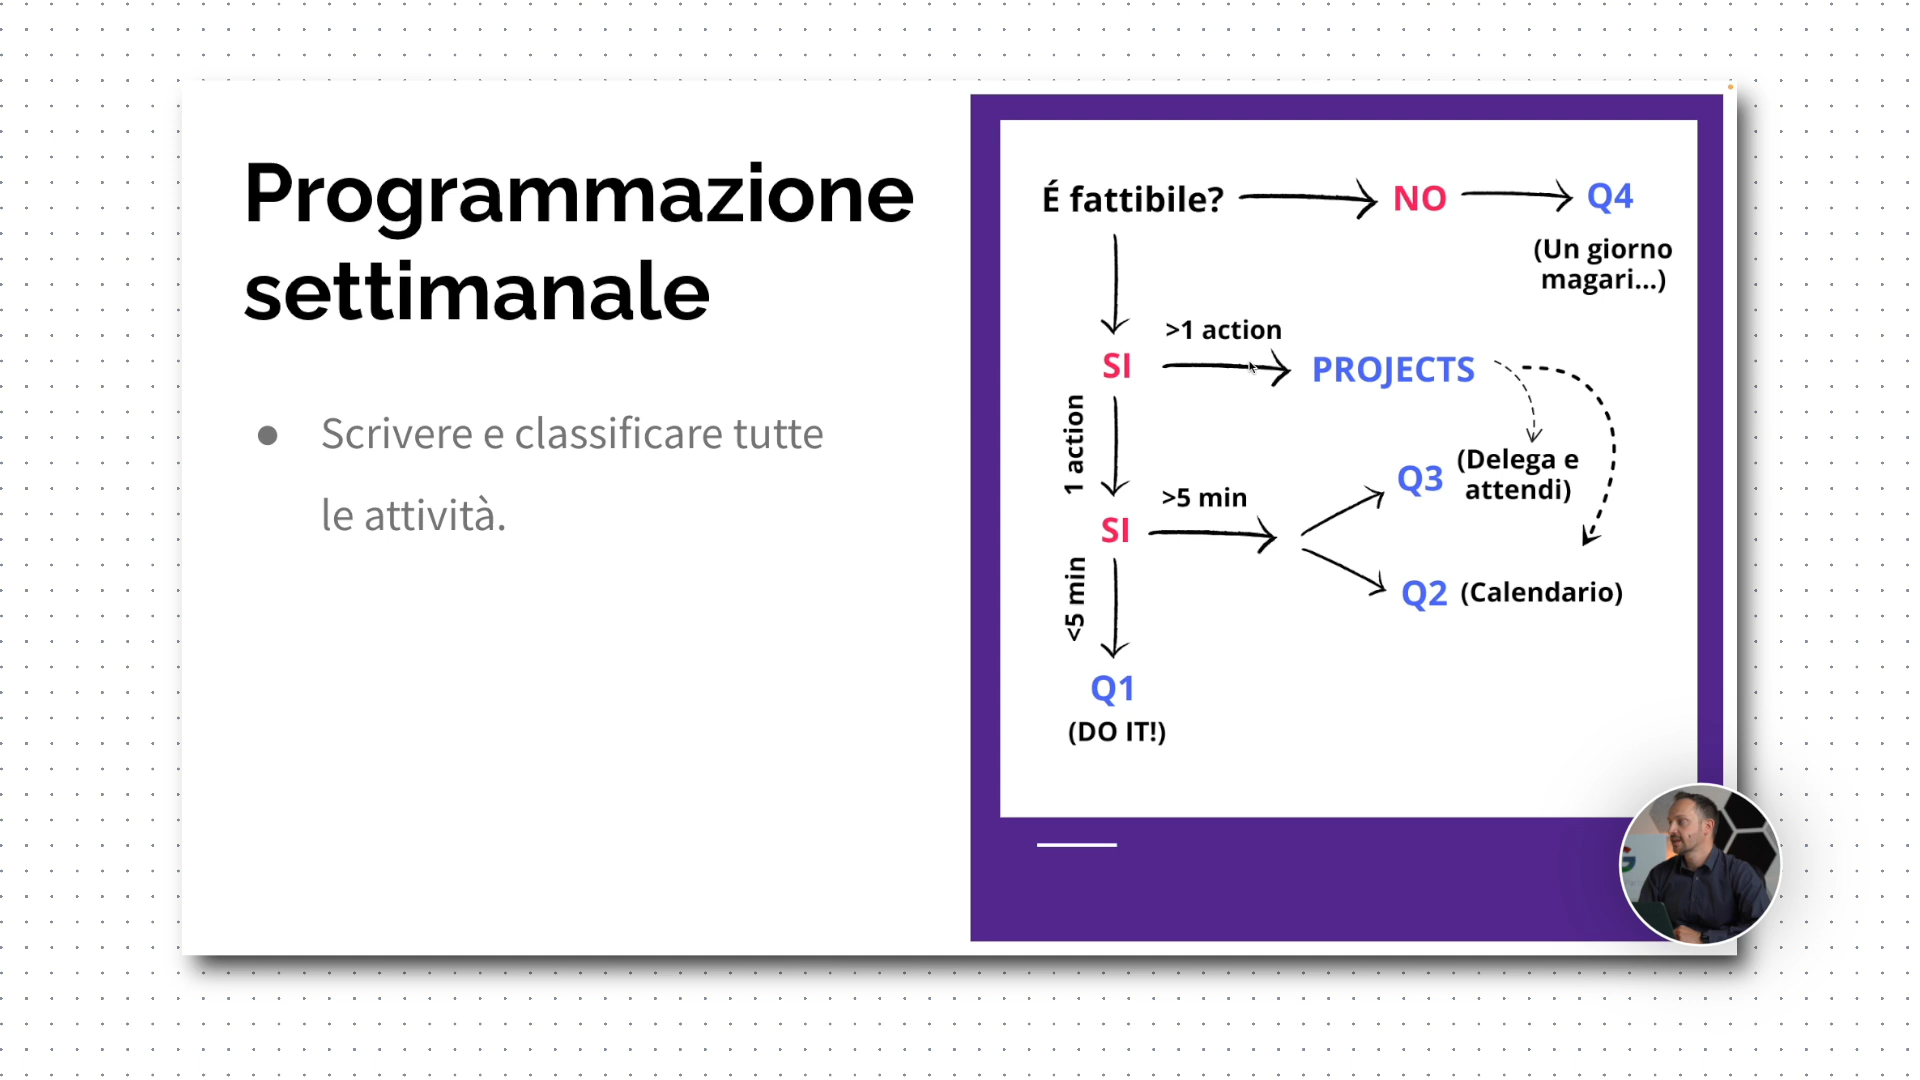 Programmazione
settimanale
● Scrivere e classificare tutte
le attività.
É fattibile? NO Q4
(Un giorno
magari...)
>1 action
SI PROJECTS
1 action
(Delega e
Q3 attendi)
>5 min
SI
Q2 (Calendario)
<5 min
Q1
(DO IT!)